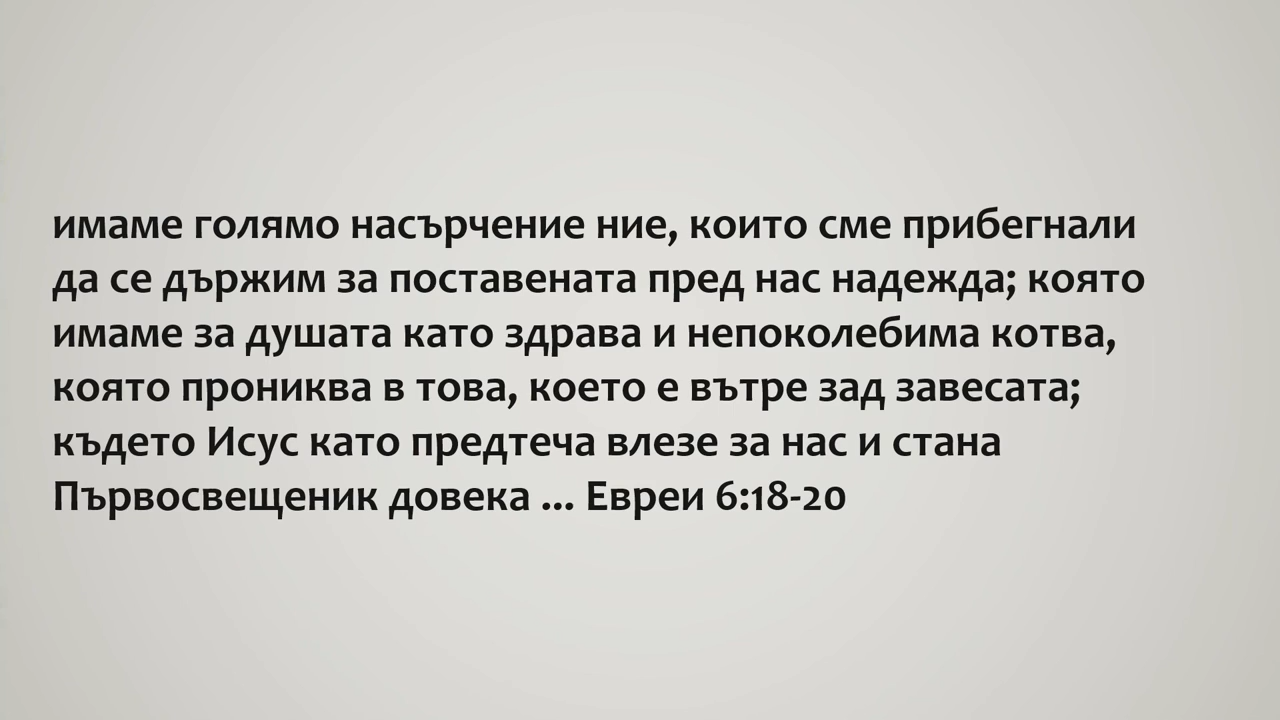 имаме голямо насърчение ние, които сме прибегнали
да се държим за поставената пред нас надежда; която
имаме за душата като здрава и непоколебима котва,
която прониква в това, което е вътре зад завесата;
където Исус като предтеча влезе за нас и стана
Първосвещеник довека ... Евреи 6:18-20